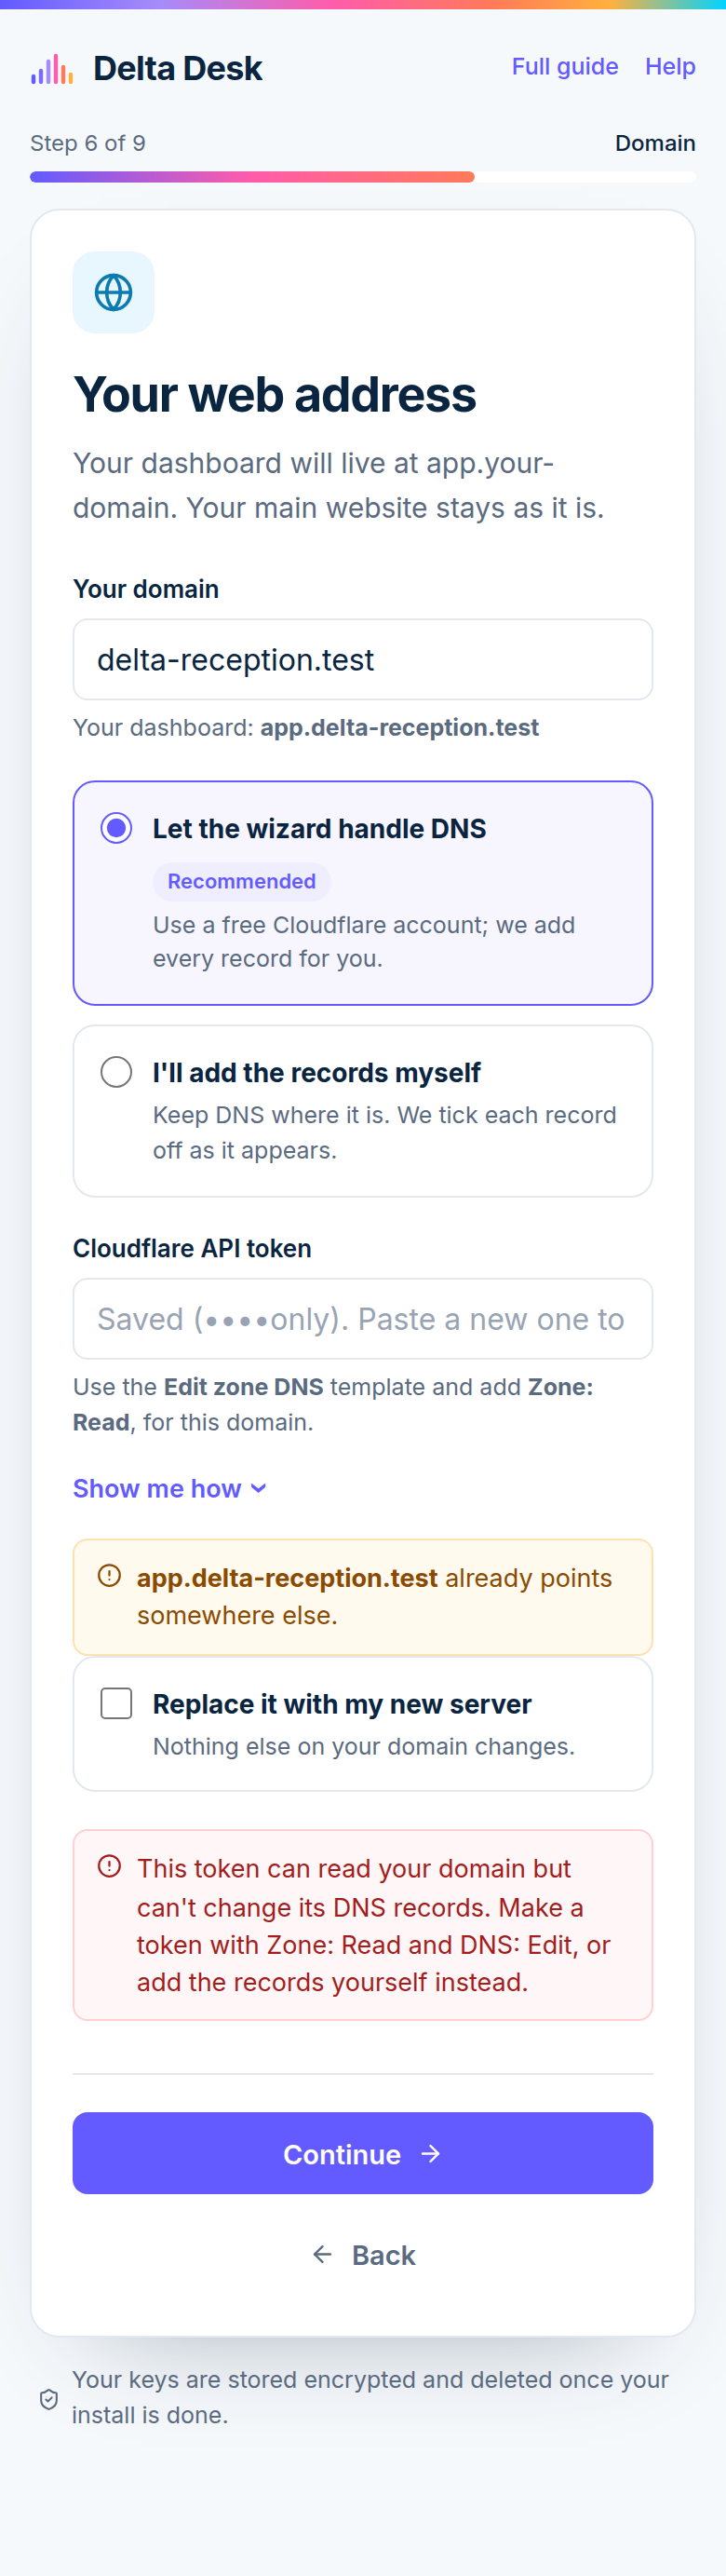 Delta Desk
Full guide
Help
Step 6 of 9
Domain
Your web address
Your dashboard will live at app.your-
domain. Your main website stays as it is.
Your domain
delta-reception.test
Your dashboard: app.delta-reception.test
Let the wizard handle DNS
Recommended
Use a free Cloudflare account; we add
every record for you.
I'll add the records myself
Keep DNS where it is. We tick each record
off as it appears.
Cloudflare API token
Saved (••••only). Paste a new one to
Use the Edit zone DNS template and add Zone:
Read, for this domain.
Show me how
app.delta-reception.test already points
somewhere else.
Replace it with my new server
Nothing else on your domain changes.
This token can read your domain but
can't change its DNS records. Make a
token with Zone: Read and DNS: Edit, or
add the records yourself instead.
Continue
Back
Your keys are stored encrypted and deleted once your
install is done.